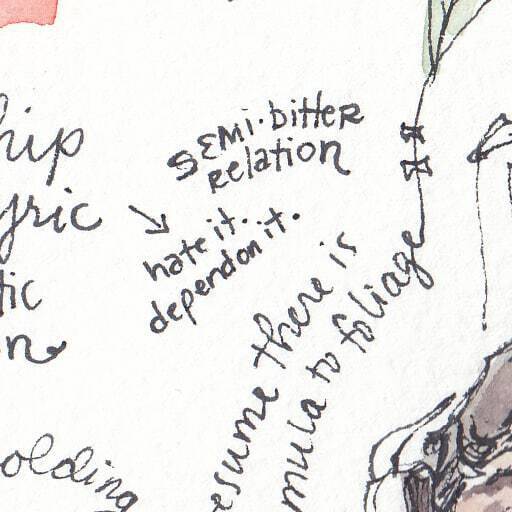 SEMI·bitter
relation
hate it...
depend on it.
esume there is
mula to foliage
hip
yric
tic
n
olding